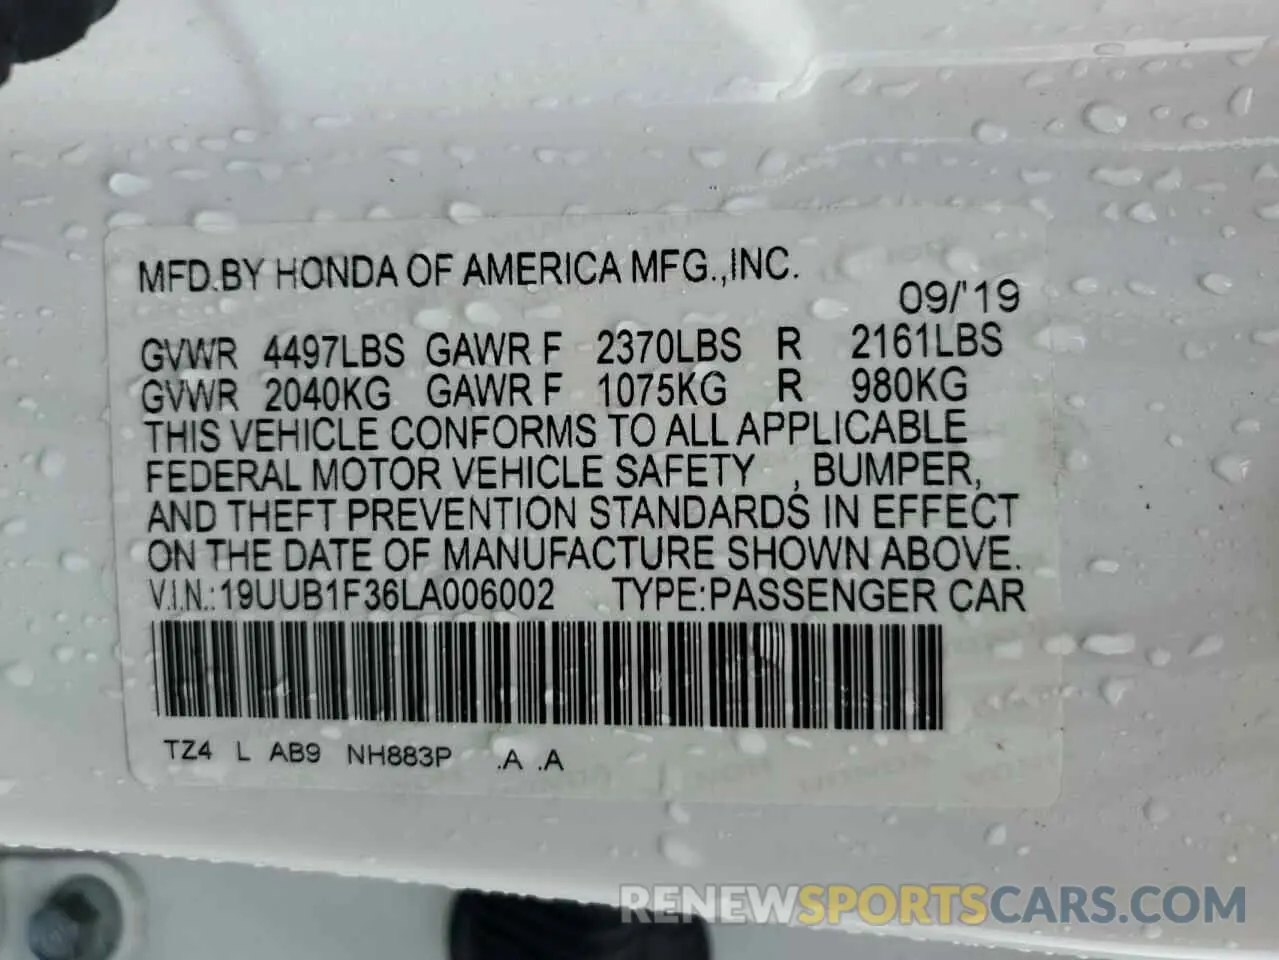 MFD.BY HONDA OF AMERICA MFG.,INC.
09/'19
GVWR 4497LBS GAWR F 2370LBS R 2161LBS
GVWR 2040KG GAWR F 1075KG R 980KG
THIS VEHICLE CONFORMS TO ALL APPLICABLE
FEDERAL MOTOR VEHICLE SAFETY , BUMPER,
AND THEFT PREVENTION STANDARDS IN EFFECT
ON THE DATE OF MANUFACTURE SHOWN ABOVE.
V.I.N.:19UUB1F36LA006002 TYPE:PASSENGER CAR
TZ4 L AB9 NH883P .A .A
RENEWSPORTSCARS.COM